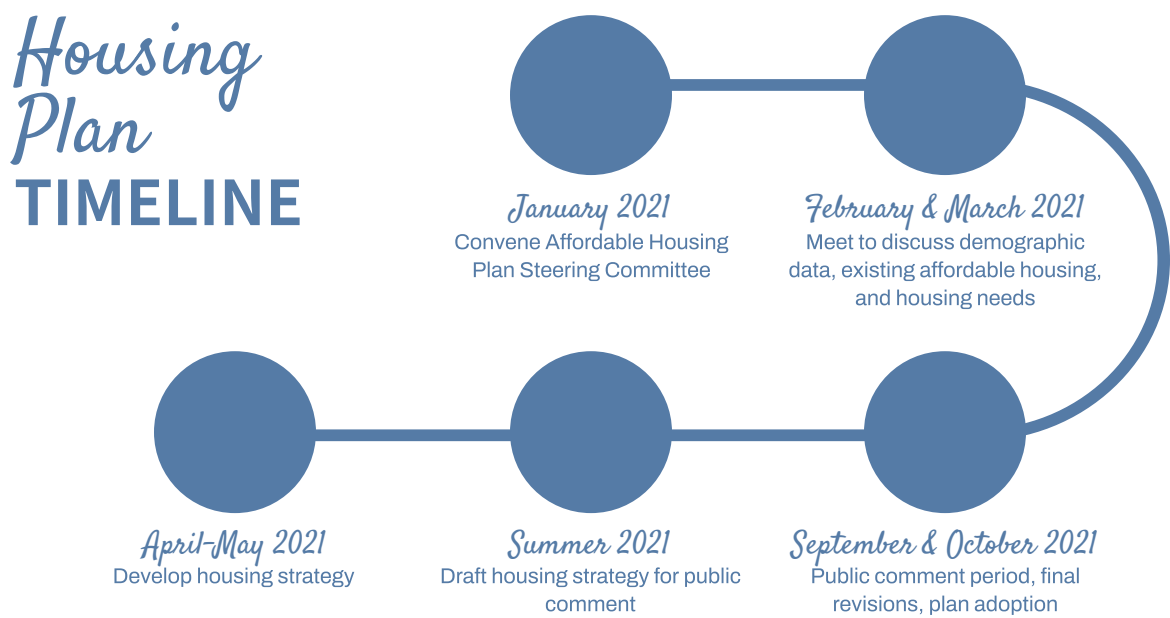 Housing
Plan
TIMELINE
January 2021
Convene Affordable Housing
Plan Steering Committee
February & March 2021
Meet to discuss demographic
data, existing affordable housing,
and housing needs
April-May 2021
Develop housing strategy
Summer 2021
Draft housing strategy for public
comment
September & October 2021
Public comment period, final
revisions, plan adoption